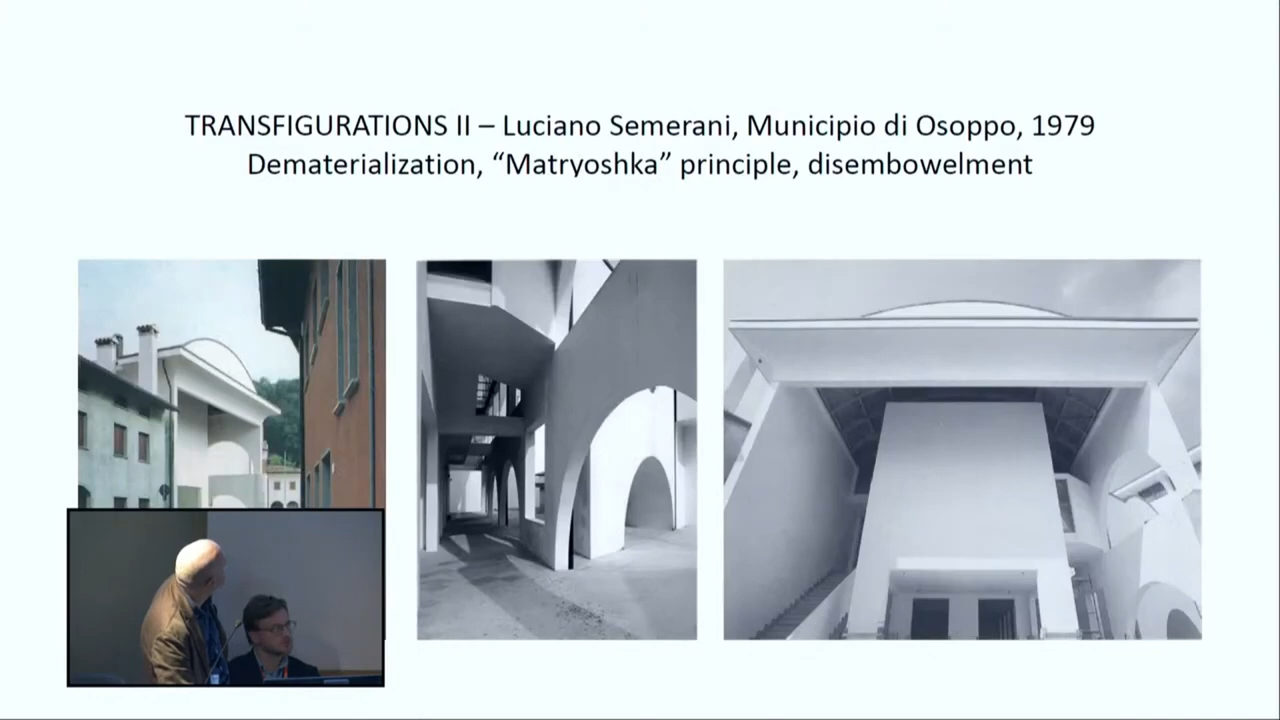 TRANSFIGURATIONS II – Luciano Semerani, Municipio di Osoppo, 1979
Dematerialization, “Matryoshka” principle, disembowelment